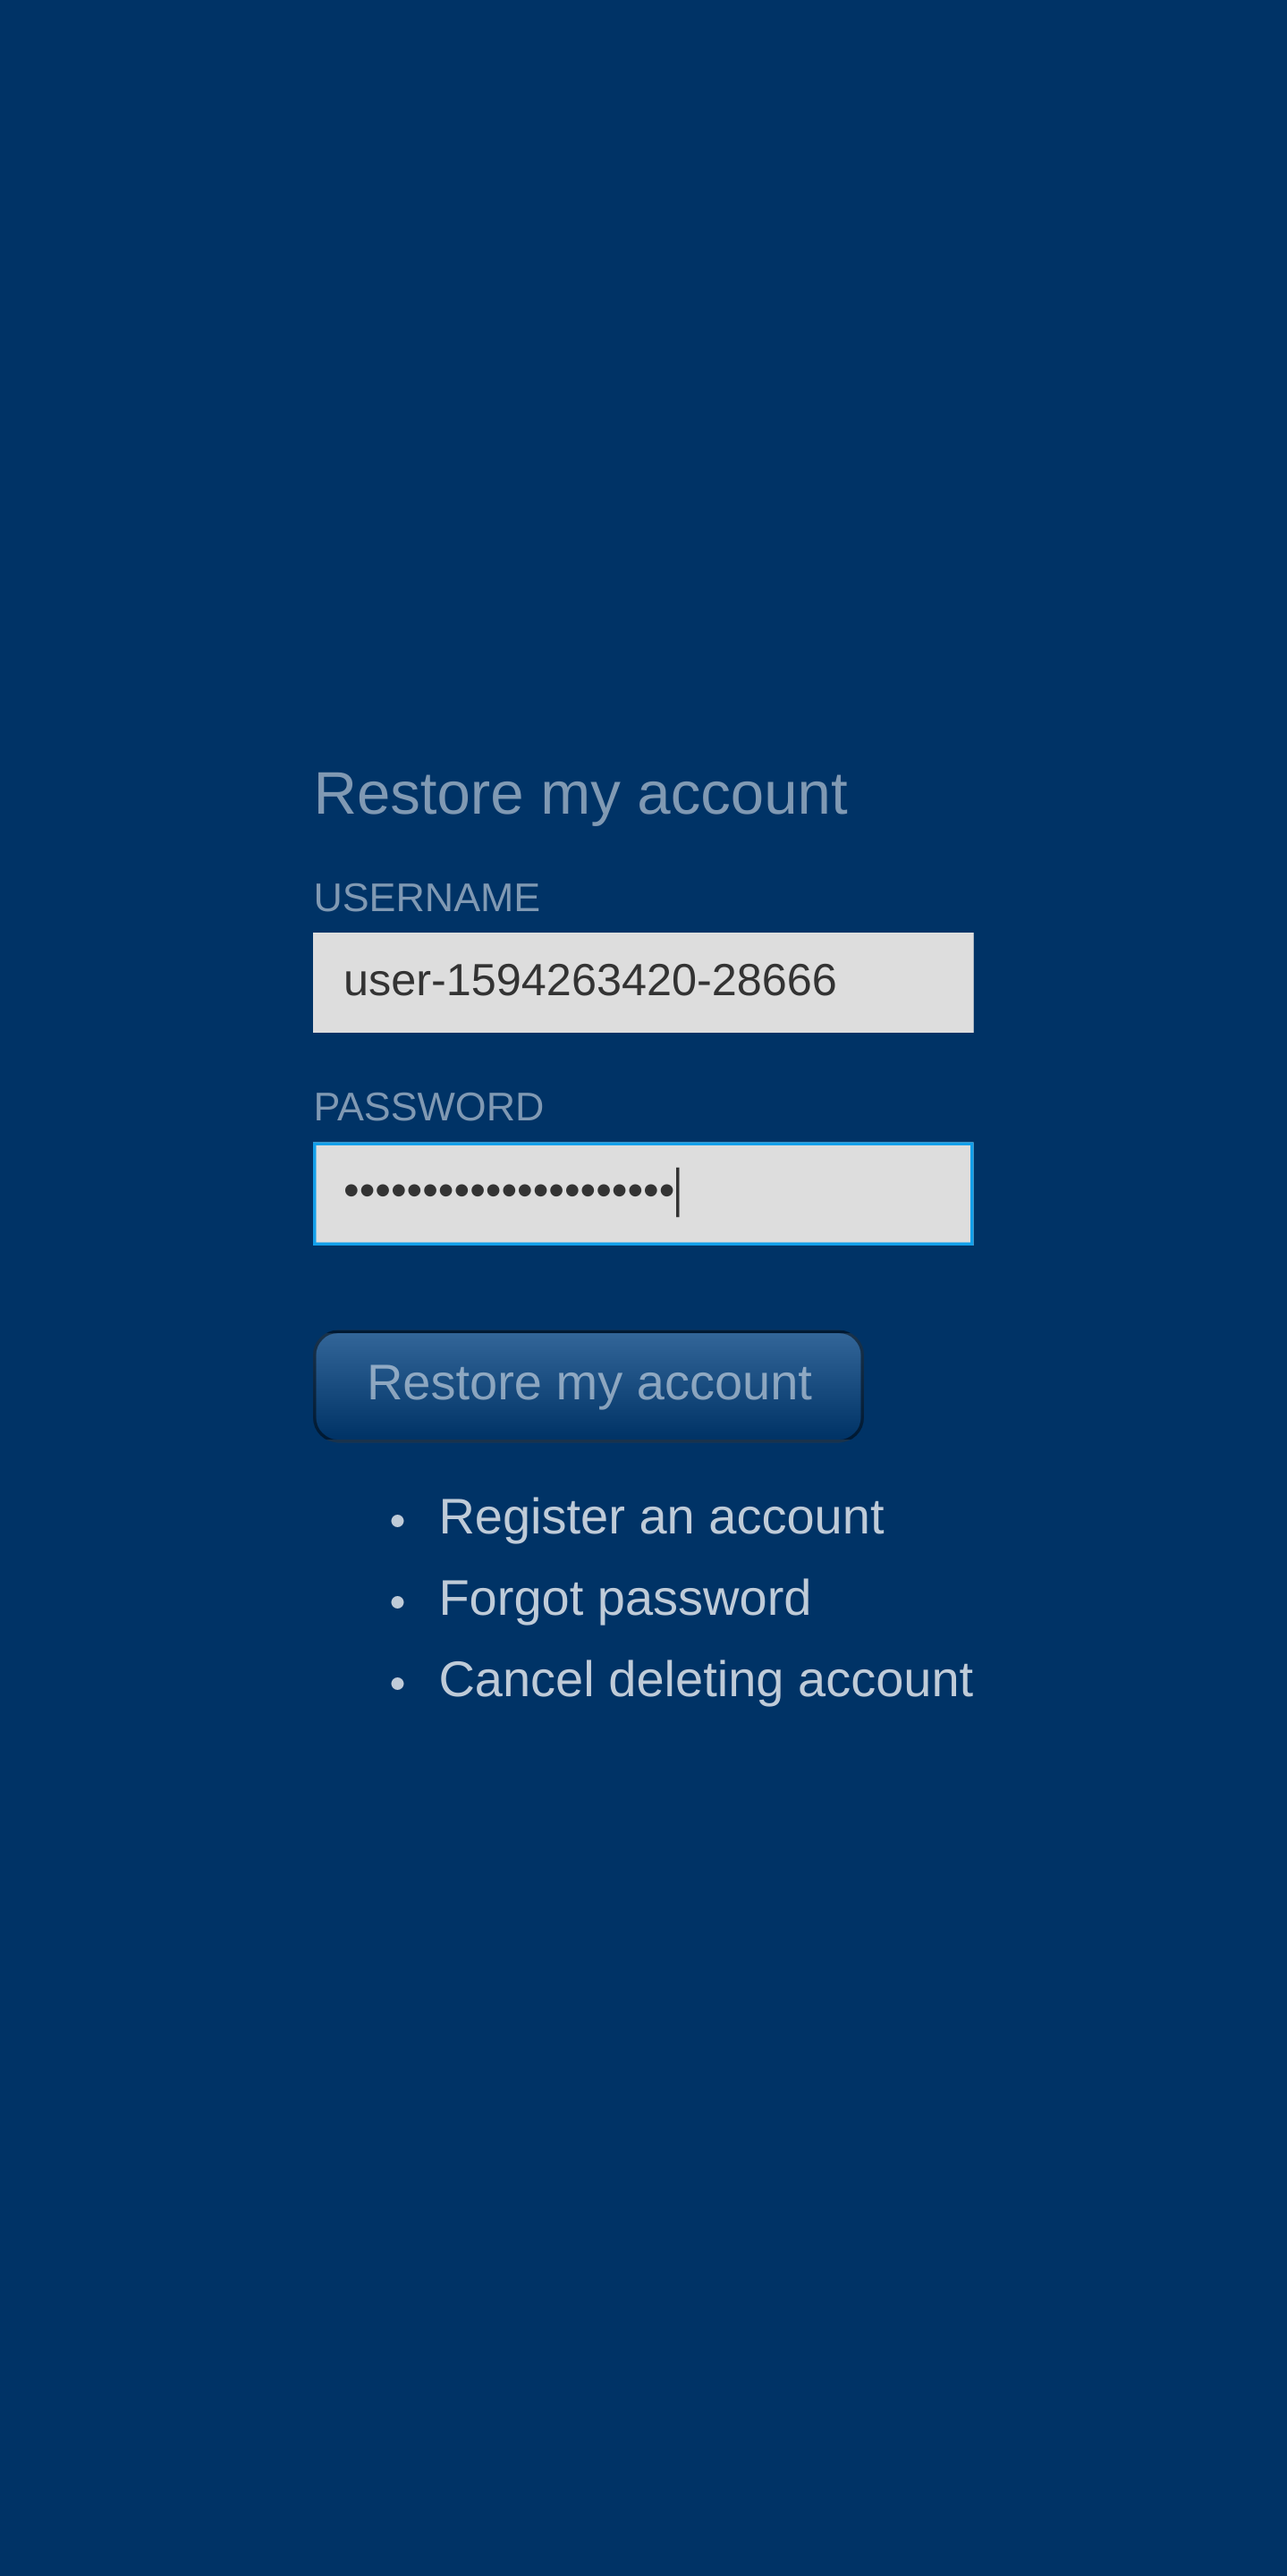 Restore my account
USERNAME
user-1594263420-28666
PASSWORD
•••••••••••••••••••••
Restore my account
• Register an account
• Forgot password
• Cancel deleting account